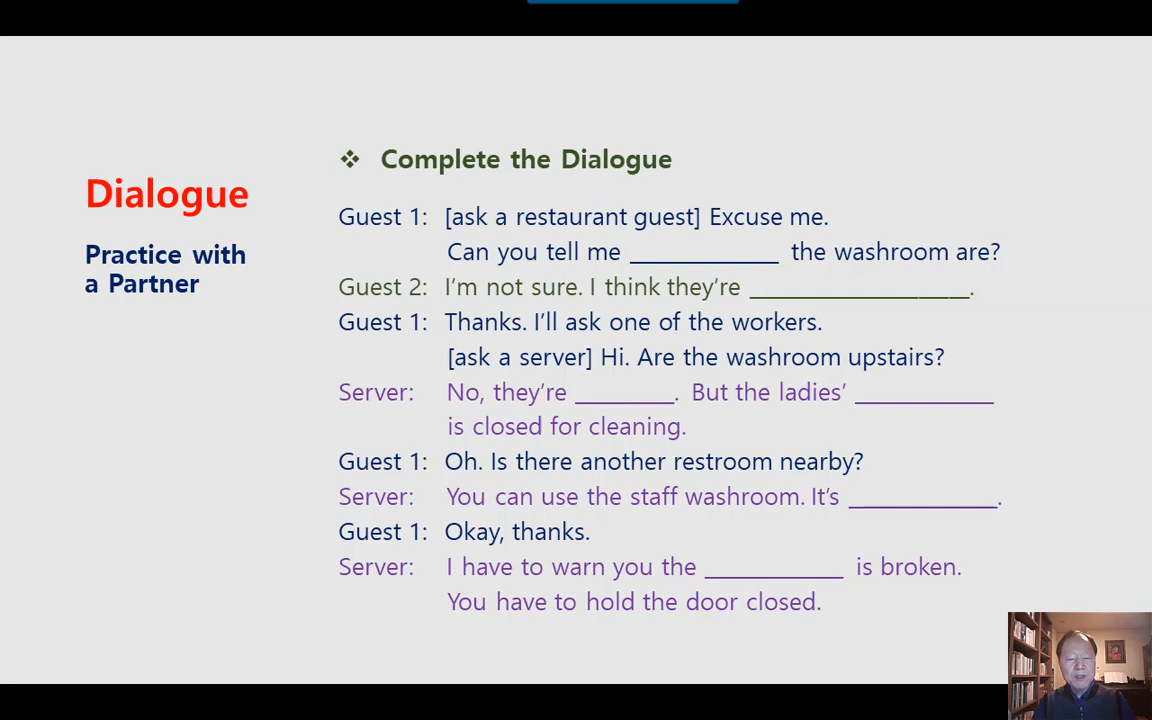 Dialogue
Practice with
a Partner
❖ Complete the Dialogue
Guest 1: [ask a restaurant guest] Excuse me.
Can you tell me ____________ the washroom are?
Guest 2: I'm not sure. I think they're __________________.
Guest 1: Thanks. I'll ask one of the workers.
[ask a server] Hi. Are the washroom upstairs?
Server: No, they're ________. But the ladies' ___________
is closed for cleaning.
Guest 1: Oh. Is there another restroom nearby?
Server: You can use the staff washroom. It's ____________.
Guest 1: Okay, thanks.
Server: I have to warn you the ___________ is broken.
You have to hold the door closed.